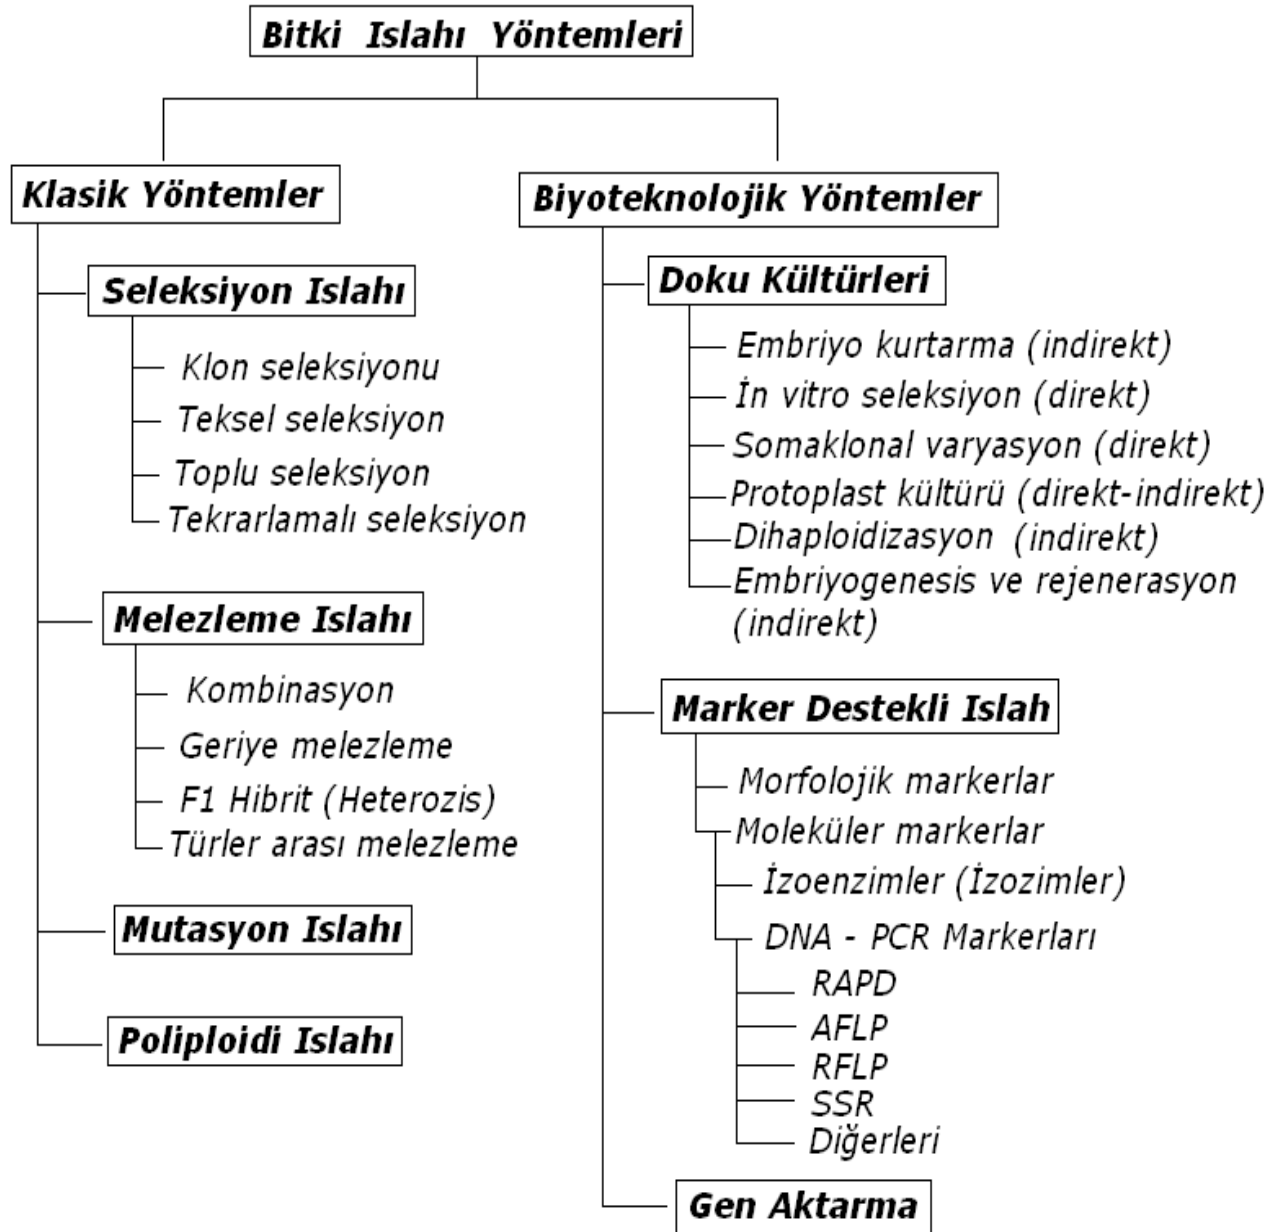 Bitki Islahı Yöntemleri
Klasik Yöntemler
Seleksiyon Islahı
Klon seleksiyonu
Teksel seleksiyon
Toplu seleksiyon
Tekrarlamalı seleksiyon
Melezleme Islahı
Kombinasyon
Geriye melezleme
F1 Hibrit (Heterozis)
Türler arası melezleme
Mutasyon Islahı
Poliploidi Islahı
Biyoteknolojik Yöntemler
Doku Kültürleri
Embriyo kurtarma (indirekt)
İn vitro seleksiyon (direkt)
Somaklonal varyasyon (direkt)
Protoplast kültürü (direkt-indirekt)
Dihaploidizasyon (indirekt)
Embriyogenesis ve rejenerasyon
(indirekt)
Marker Destekli Islah
Morfolojik markerlar
Moleküler markerlar
İzoenzimler (İzozimler)
DNA - PCR Markerları
RAPD
AFLP
RFLP
SSR
Diğerleri
Gen Aktarma